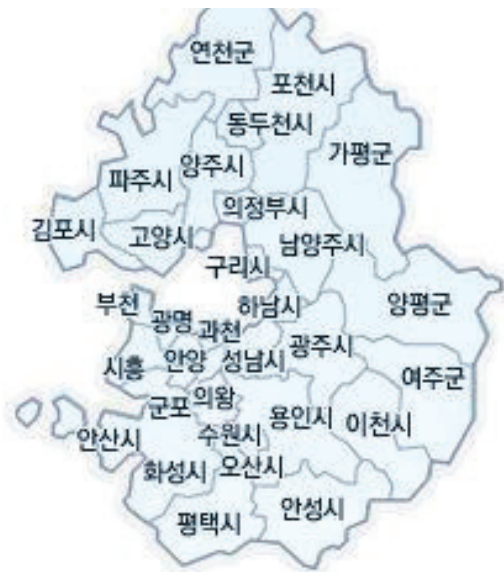 연천군
포천시
동두천시
가평군
양주시
파주시
의정부시
김포시
고양시
남양주시
구리시
양평군
부천
하남시
광명
과천
광주시
시흥
안양
성남시
여주군
군포
의왕
용인시
이천시
안산시
수원시
화성시
오산시
안성시
평택시